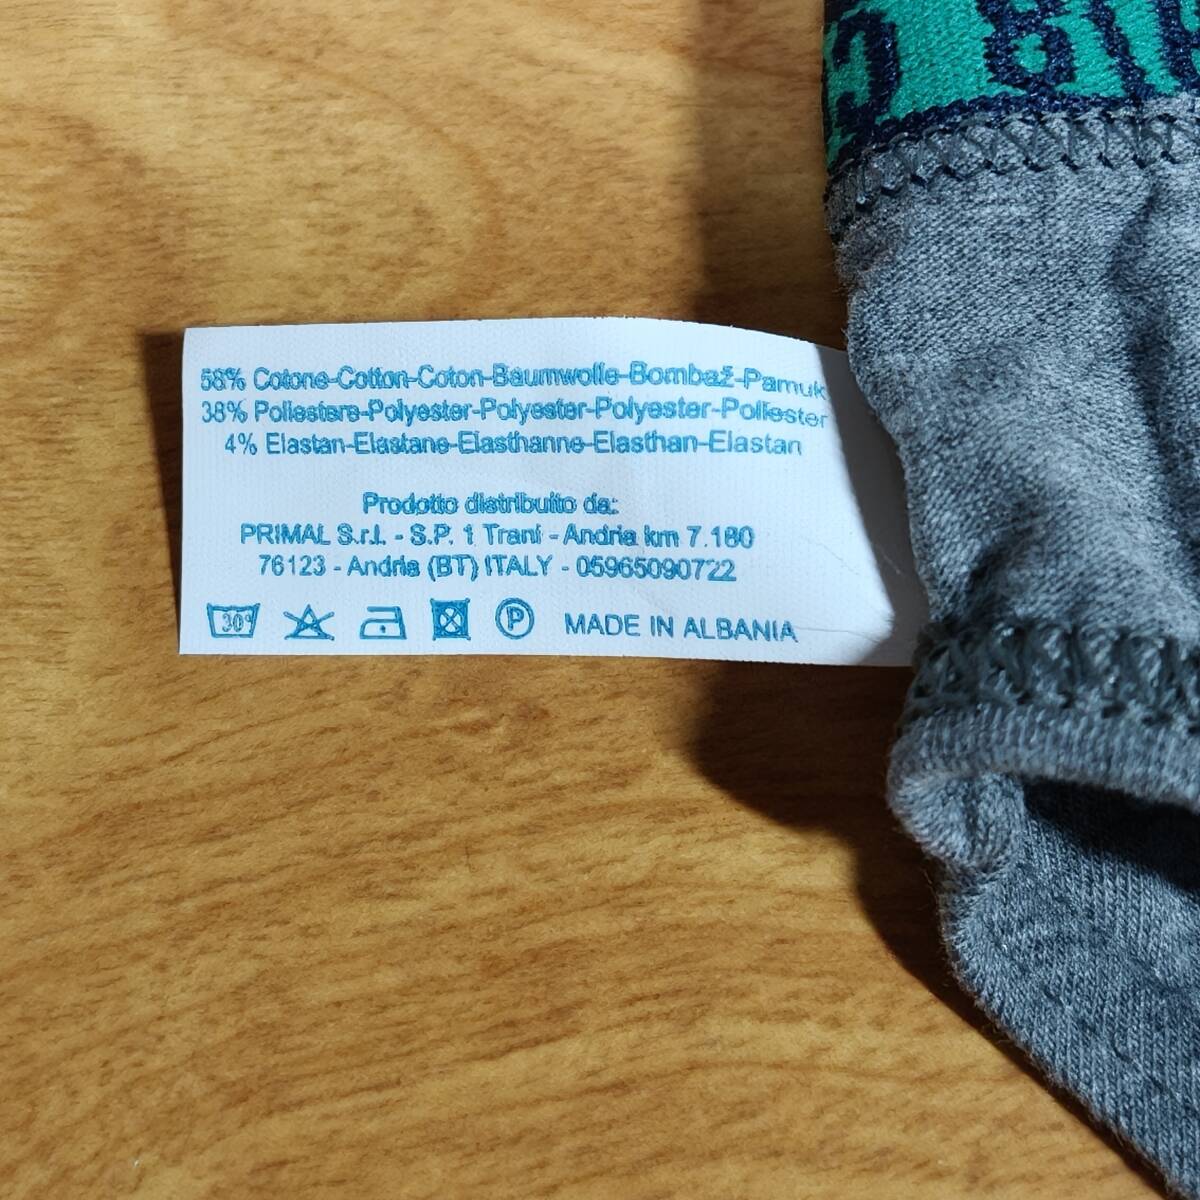 58% Cotone-Cotton-Coton-Baumwolle-Bombaž-Pamuk
38% Poliestere-Polyester-Polyester-Polyester-Poliester
4% Elastan-Elastane-Elasthanne-Elasthan-Elastan
Prodotto distribuito da:
PRIMAL S.r.l. - S.P. 1 Trani - Andria km 7.180
76123 - Andria (BT) ITALY - 05965090722
30° P MADE IN ALBANIA